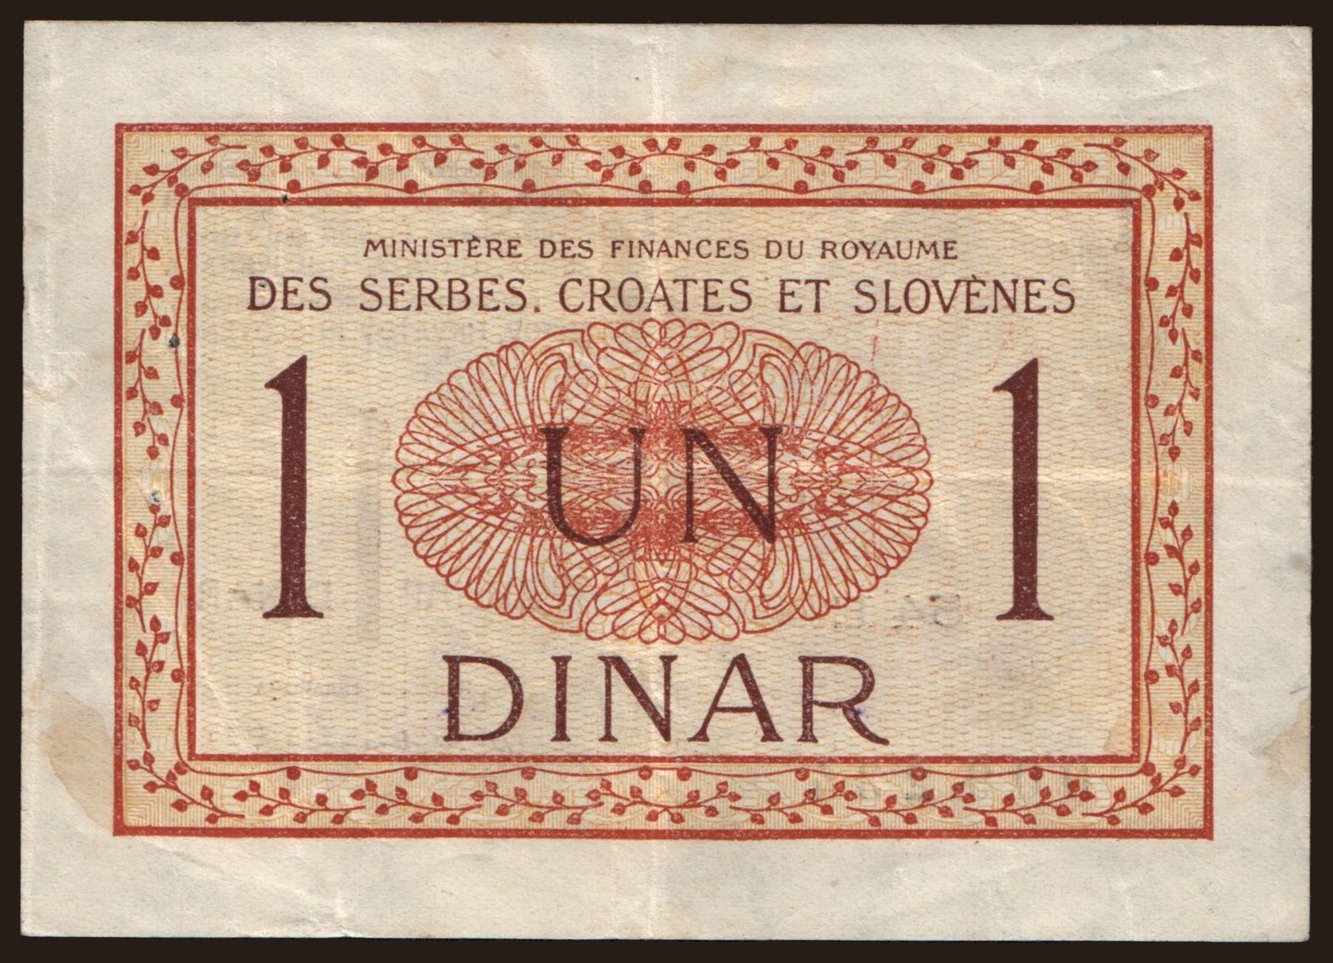 MINISTÈRE DES FINANCES DU ROYAUME
DES SERBES. CROATES ET SLOVÈNES
1 UN 1
DINAR